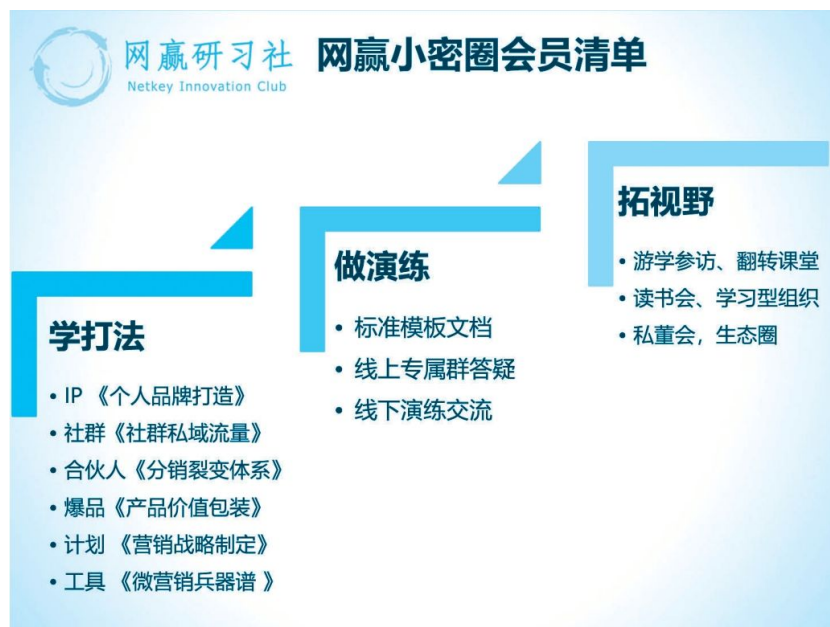 网赢研习社
Netkey Innovation Club
网赢小密圈会员清单
学打法
• IP 《个人品牌打造》
• 社群《社群私域流量》
• 合伙人《分销裂变体系》
• 爆品《产品价值包装》
• 计划 《营销战略制定》
• 工具 《微营销兵器谱 》
做演练
• 标准模板文档
• 线上专属群答疑
• 线下演练交流
拓视野
• 游学参访、翻转课堂
• 读书会、学习型组织
• 私董会，生态圈